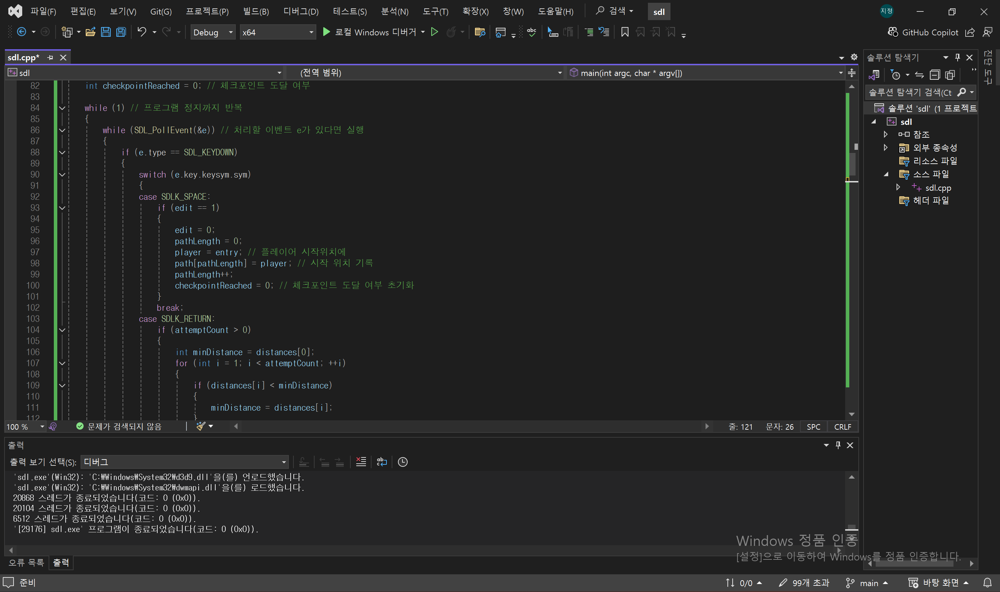 파일(F) 편집(E) 보기(V) Git(G) 프로젝트(P) 빌드(B) 디버그(D) 테스트(S) 분석(N) 도구(T) 확장(X) 창(W) 도움말(H) 검색 sdl 지정
Debug x64 로컬 Windows 디버거 abc GitHub Copilot
sdl.cpp*
sdl (전역 범위) main(int argc, char * argv[])
82 int checkpointReached = 0; // 체크포인트 도달 여부
83
84 while (1) // 프로그램 정지까지 반복
85 {
86 while (SDL_PollEvent(&e)) // 처리할 이벤트 e가 있다면 실행
87 {
88 if (e.type == SDL_KEYDOWN)
89 {
90 switch (e.key.keysym.sym)
91 {
92 case SDLK_SPACE:
93 if (edit == 1)
94 {
95 edit = 0;
96 pathLength = 0;
97 player = entry; // 플레이어 시작위치에
98 path[pathLength] = player; // 시작 위치 기록
99 pathLength++;
100 checkpointReached = 0; // 체크포인트 도달 여부 초기화
101 }
102 break;
103 case SDLK_RETURN:
104 if (attemptCount > 0)
105 {
106 int minDistance = distances[0];
107 for (int i = 1; i < attemptCount; ++i)
108 {
109 if (distances[i] < minDistance)
110 {
111 minDistance = distances[i];
112 }
100 % 문제가 검색되지 않음 줄: 121 문자: 26 SPC CRLF
출력
출력 보기 선택(S): 디버그
'sdl.exe'(Win32): 'C:₩Windows₩System32₩d3d9.dll'을(를) 언로드했습니다.
'sdl.exe'(Win32): 'C:₩Windows₩System32₩dwmapi.dll'을(를) 로드했습니다.
20868 스레드가 종료되었습니다(코드: 0 (0x0)).
20104 스레드가 종료되었습니다(코드: 0 (0x0)).
6512 스레드가 종료되었습니다(코드: 0 (0x0)).
'[29176] sdl.exe' 프로그램이 종료되었습니다(코드: 0 (0x0)).
오류 목록 출력
솔루션 탐색기
솔루션 탐색기 검색(Ct
솔루션 'sdl' (1 프로젝트
sdl
참조
외부 종속성
리소스 파일
소스 파일
sdl.cpp
헤더 파일
진단 도구
Windows 정품 인증
[설정]으로 이동하여 Windows를 정품 인증합니다.
준비 0/0 99개 초과 main 바탕 화면